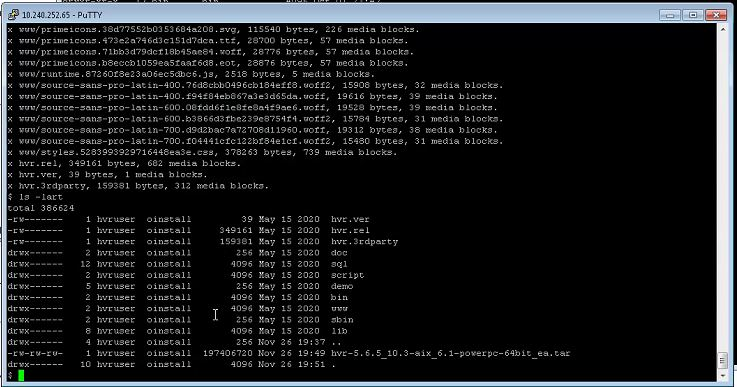 10.240.252.65 - PuTTY
x www/primeicons.38d77552b0353684a208.svg, 115540 bytes, 226 media blocks.
x www/primeicons.473e2a746d3c151d7dca.ttf, 28700 bytes, 57 media blocks.
x www/primeicons.71bb3d79dcf18b45ae84.woff, 28776 bytes, 57 media blocks.
x www/primeicons.b8eccb1059ea5faaf6d8.eot, 28876 bytes, 57 media blocks.
x www/runtime.87260f8e23a06ec5dbc6.js, 2518 bytes, 5 media blocks.
x www/source-sans-pro-latin-400.76d8cbb0496cb184eff8.woff2, 15908 bytes, 32 media blocks.
x www/source-sans-pro-latin-400.f94f84eb867a3e3d65da.woff, 19616 bytes, 39 media blocks.
x www/source-sans-pro-latin-600.08fdd6f1e8fe8a4f9ae6.woff, 19528 bytes, 39 media blocks.
x www/source-sans-pro-latin-600.b3866d3fbe239e8754f4.woff2, 15784 bytes, 31 media blocks.
x www/source-sans-pro-latin-700.d9d2bac7a72708d11960.woff, 19312 bytes, 38 media blocks.
x www/source-sans-pro-latin-700.f04441cfc122bf84e1cf.woff2, 15480 bytes, 31 media blocks.
x www/styles.5283993929716448ea3e.css, 378263 bytes, 739 media blocks.
x hvr.rel, 349161 bytes, 682 media blocks.
x hvr.ver, 39 bytes, 1 media blocks.
x hvr.3rdparty, 159381 bytes, 312 media blocks.
$ ls -lart
total 386624
-rw------- 1 hvruser oinstall 39 May 15 2020 hvr.ver
-rw------- 1 hvruser oinstall 349161 May 15 2020 hvr.rel
-rw------- 1 hvruser oinstall 159381 May 15 2020 hvr.3rdparty
drwx------ 2 hvruser oinstall 256 May 15 2020 doc
drwx------ 12 hvruser oinstall 4096 May 15 2020 sql
drwx------ 2 hvruser oinstall 4096 May 15 2020 script
drwx------ 5 hvruser oinstall 256 May 15 2020 demo
drwx------ 2 hvruser oinstall 4096 May 15 2020 bin
drwx------ 2 hvruser oinstall 4096 May 15 2020 www
drwx------ 2 hvruser oinstall 256 May 15 2020 sbin
drwx------ 8 hvruser oinstall 4096 May 15 2020 lib
drwx------ 4 hvruser oinstall 256 Nov 26 19:37 ..
-rw-rw-rw- 1 hvruser oinstall 197406720 Nov 26 19:49 hvr-5.6.5_10.3-aix_6.1-powerpc-64bit_ea.tar
drwx------ 10 hvruser oinstall 4096 Nov 26 19:51 .
$